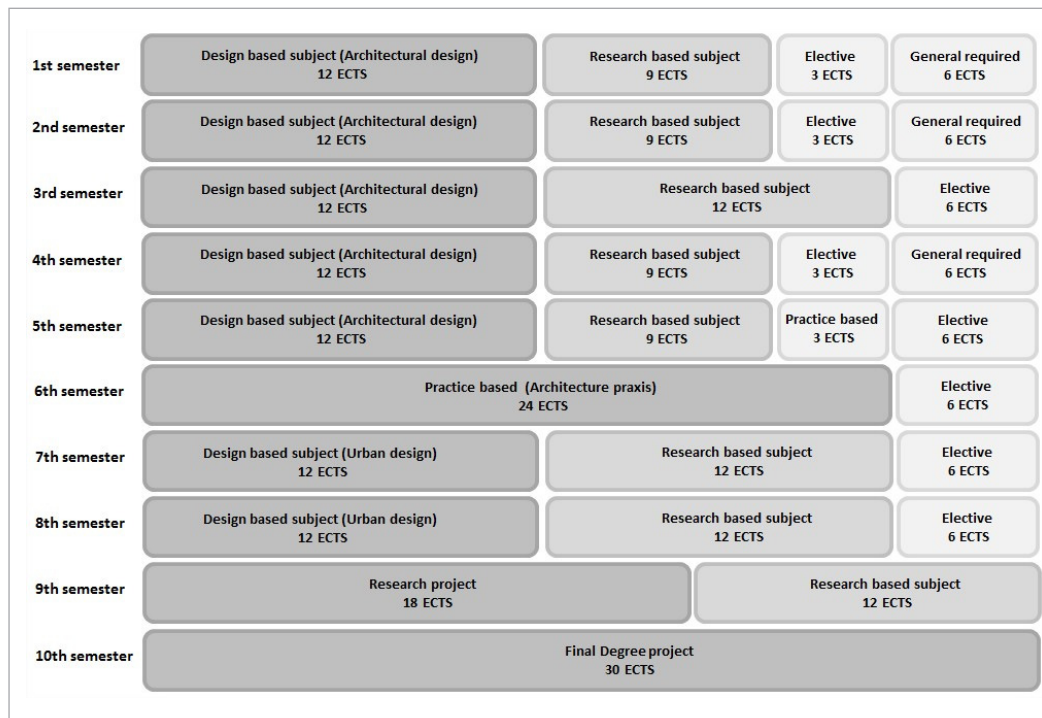 1st semester
Design based subject (Architectural design)
12 ECTS
Research based subject
9 ECTS
Elective
3 ECTS
General required
6 ECTS
2nd semester
Design based subject (Architectural design)
12 ECTS
Research based subject
9 ECTS
Elective
3 ECTS
General required
6 ECTS
3rd semester
Design based subject (Architectural design)
12 ECTS
Research based subject
12 ECTS
Elective
6 ECTS
4th semester
Design based subject (Architectural design)
12 ECTS
Research based subject
9 ECTS
Elective
3 ECTS
General required
6 ECTS
5th semester
Design based subject (Architectural design)
12 ECTS
Research based subject
9 ECTS
Practice based
3 ECTS
Elective
6 ECTS
6th semester
Practice based (Architecture praxis)
24 ECTS
Elective
6 ECTS
7th semester
Design based subject (Urban design)
12 ECTS
Research based subject
12 ECTS
Elective
6 ECTS
8th semester
Design based subject (Urban design)
12 ECTS
Research based subject
12 ECTS
Elective
6 ECTS
9th semester
Research project
18 ECTS
Research based subject
12 ECTS
10th semester
Final Degree project
30 ECTS